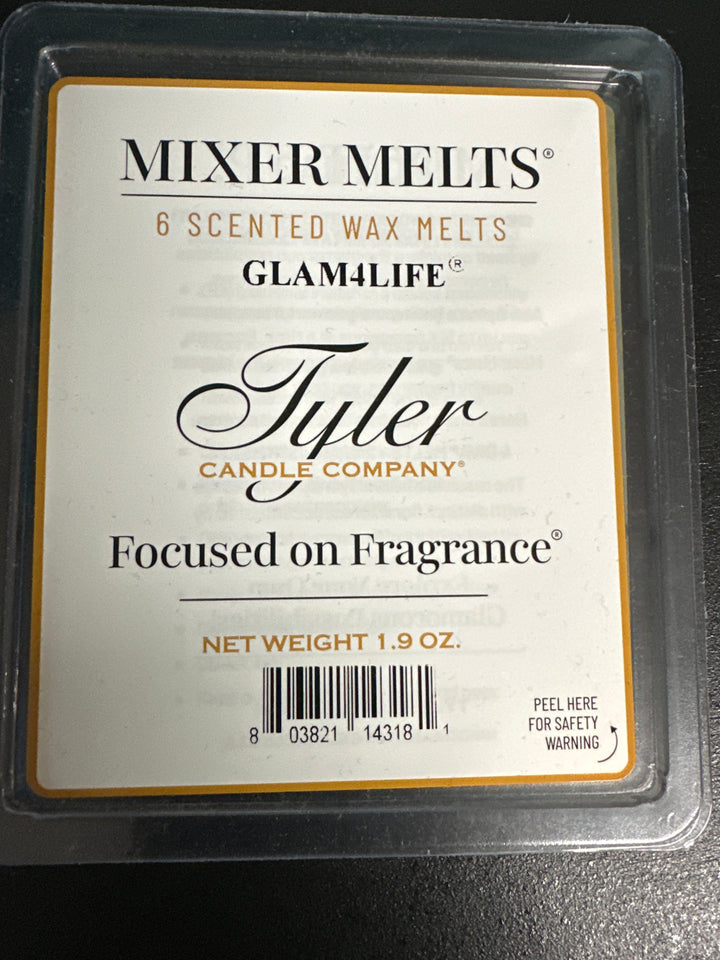 MIXER MELTS®
6 SCENTED WAX MELTS
GLAM4LIFE®
Tyler
CANDLE COMPANY®
Focused on Fragrance®
NET WEIGHT 1.9 OZ.
8 03821 14318 1
PEEL HERE
FOR SAFETY
WARNING